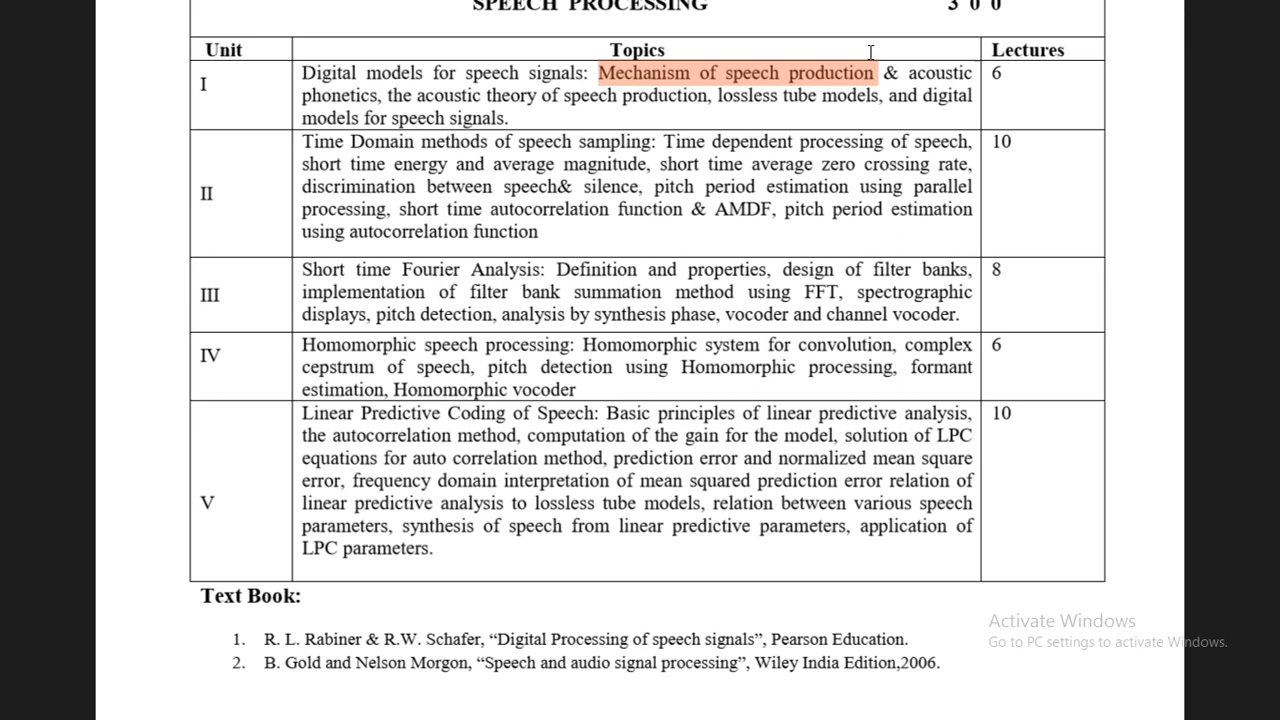 SPEECH PROCESSING 3 0 0
Unit Topics Lectures
I Digital models for speech signals: Mechanism of speech production & acoustic 6
phonetics, the acoustic theory of speech production, lossless tube models, and digital
models for speech signals.
II Time Domain methods of speech sampling: Time dependent processing of speech, 10
short time energy and average magnitude, short time average zero crossing rate,
discrimination between speech& silence, pitch period estimation using parallel
processing, short time autocorrelation function & AMDF, pitch period estimation
using autocorrelation function
III Short time Fourier Analysis: Definition and properties, design of filter banks, 8
implementation of filter bank summation method using FFT, spectrographic
displays, pitch detection, analysis by synthesis phase, vocoder and channel vocoder.
IV Homomorphic speech processing: Homomorphic system for convolution, complex 6
cepstrum of speech, pitch detection using Homomorphic processing, formant
estimation, Homomorphic vocoder
V Linear Predictive Coding of Speech: Basic principles of linear predictive analysis, 10
the autocorrelation method, computation of the gain for the model, solution of LPC
equations for auto correlation method, prediction error and normalized mean square
error, frequency domain interpretation of mean squared prediction error relation of
linear predictive analysis to lossless tube models, relation between various speech
parameters, synthesis of speech from linear predictive parameters, application of
LPC parameters.
Text Book:
1. R. L. Rabiner & R.W. Schafer, “Digital Processing of speech signals”, Pearson Education.
2. B. Gold and Nelson Morgon, “Speech and audio signal processing”, Wiley India Edition,2006.
Activate Windows
Go to PC settings to activate Windows.